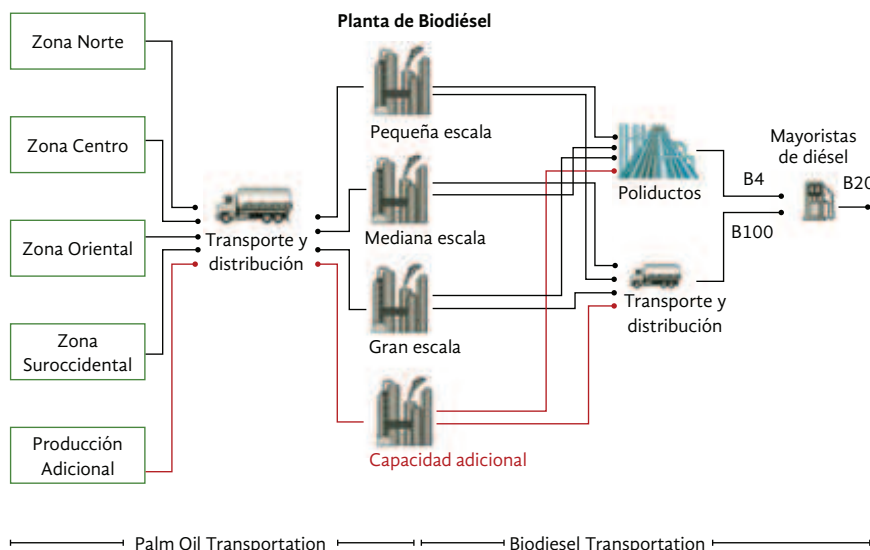 Planta de Biodiésel
Zona Norte
Zona Centro
Zona Oriental
Zona
Suroccidental
Producción
Adicional
Transporte y
distribución
Pequeña escala
Mediana escala
Gran escala
Capacidad adicional
Poliductos
Transporte y
distribución
B4
B100
Mayoristas
de diésel
B20
Palm Oil Transportation
Biodiesel Transportation